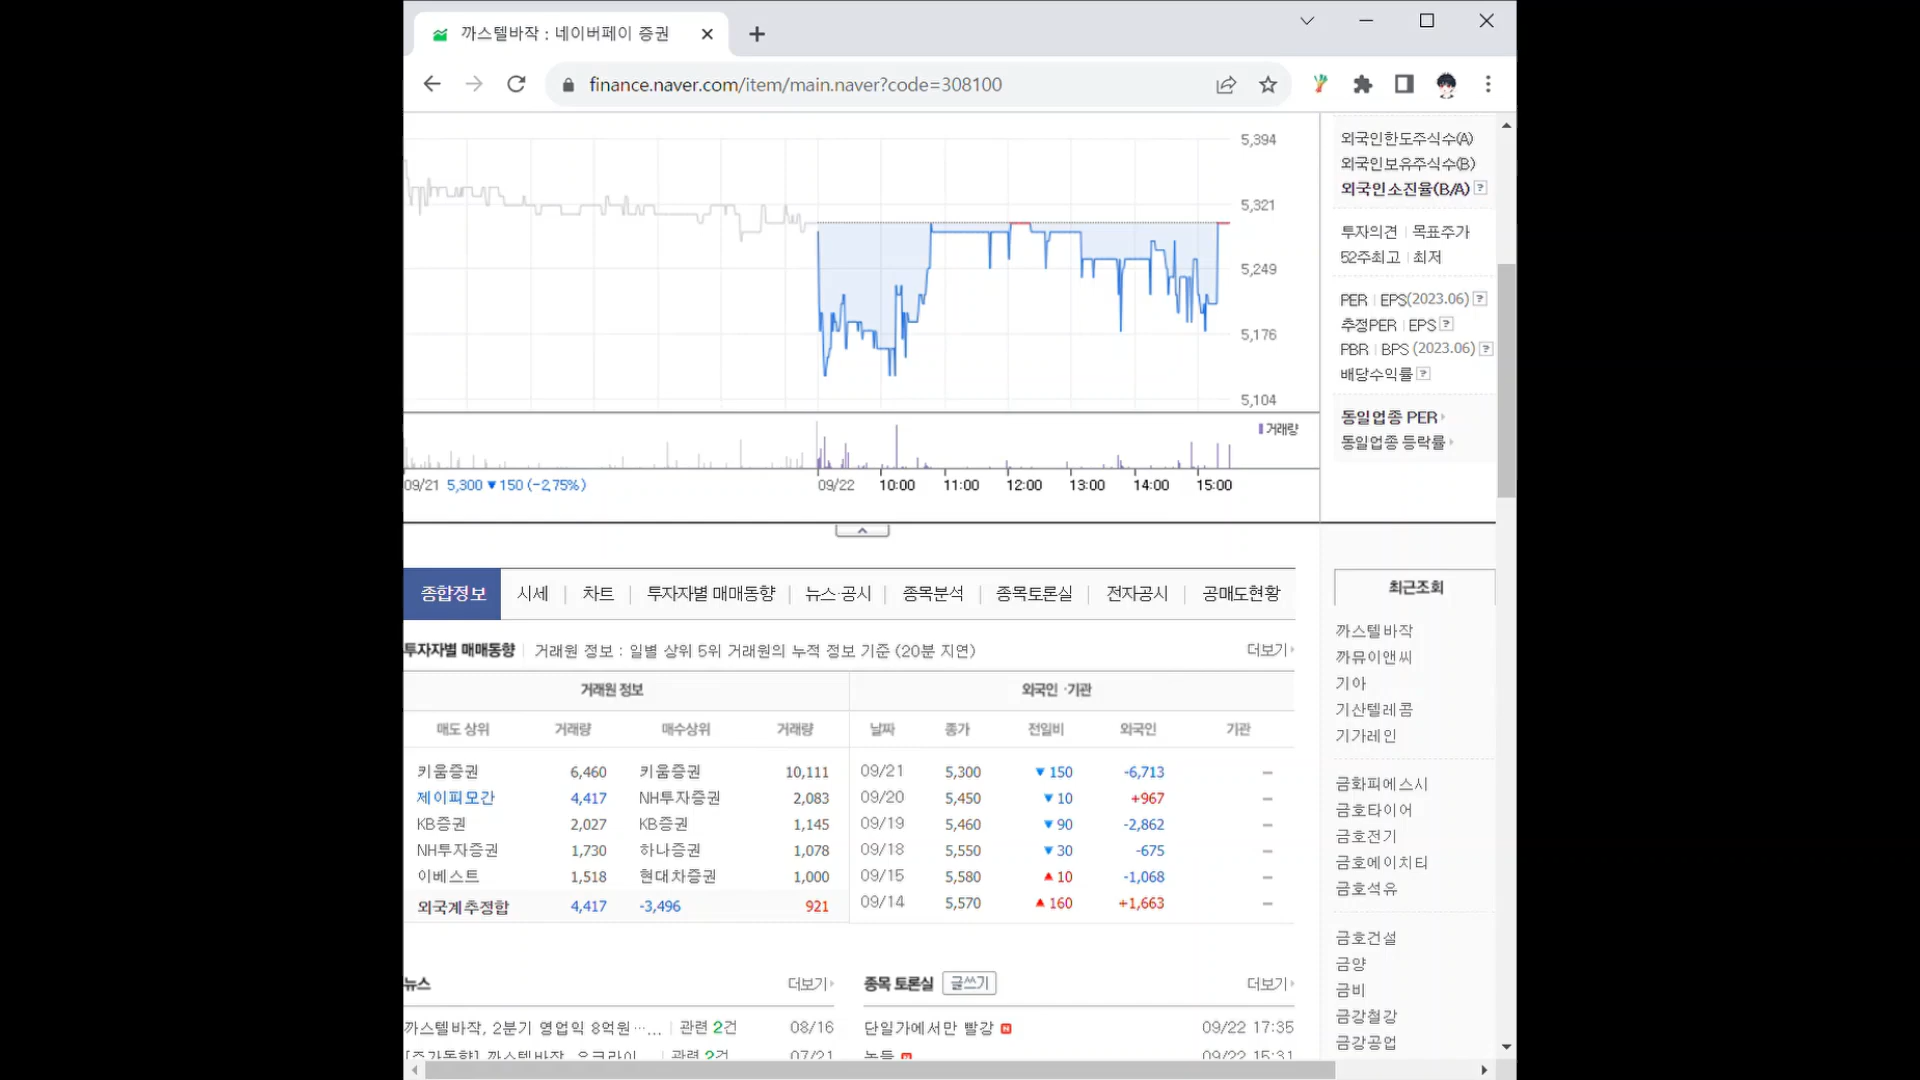 까스텔바작 : 네이버페이 증권
finance.naver.com/item/main.naver?code=308100
5,394
5,321
5,249
5,176
5,104
거래량
09/21 5,300 ▼150 (-2.75%)
09/22 10:00 11:00 12:00 13:00 14:00 15:00
외국인한도주식수(A)
외국인보유주식수(B)
외국인소진율(B/A) ?
투자의견 | 목표주가
52주최고 | 최저
PER | EPS(2023.06) ?
추정PER | EPS ?
PBR | BPS (2023.06) ?
배당수익률 ?
동일업종 PER
동일업종 등락률
종합정보 시세 | 차트 | 투자자별 매매동향 | 뉴스·공시 | 종목분석 | 종목토론실 | 전자공시 | 공매도현황
투자자별 매매동향 | 거래원 정보 : 일별 상위 5위 거래원의 누적 정보 기준 (20분 지연) 더보기
거래원 정보 외국인·기관
매도 상위 거래량 매수상위 거래량 날짜 종가 전일비 외국인 기관
키움증권 6,460 키움증권 10,111 09/21 5,300 ▼150 -6,713 –
제이피모간 4,417 NH투자증권 2,083 09/20 5,450 ▼10 +967 –
KB증권 2,027 KB증권 1,145 09/19 5,460 ▼90 -2,862 –
NH투자증권 1,730 하나증권 1,078 09/18 5,550 ▼30 -675 –
이베스트 1,518 현대차증권 1,000 09/15 5,580 ▲10 -1,068 –
외국계추정합 4,417 -3,496 921 09/14 5,570 ▲160 +1,663 –
뉴스 더보기
까스텔바작, 2분기 영업익 8억원…... | 관련 2건 08/16
[주가동향] 까스텔바작, 우크라이... | 관련 2건 07/21
종목 토론실 글쓰기 더보기
단일가에서만 빨강 N 09/22 17:35
09/22 15:31
최근조회
까스텔바작
까뮤이앤씨
기아
기산텔레콤
기가레인
금화피에스시
금호타이어
금호전기
금호에이치티
금호석유
금호건설
금양
금비
금강철강
금강공업